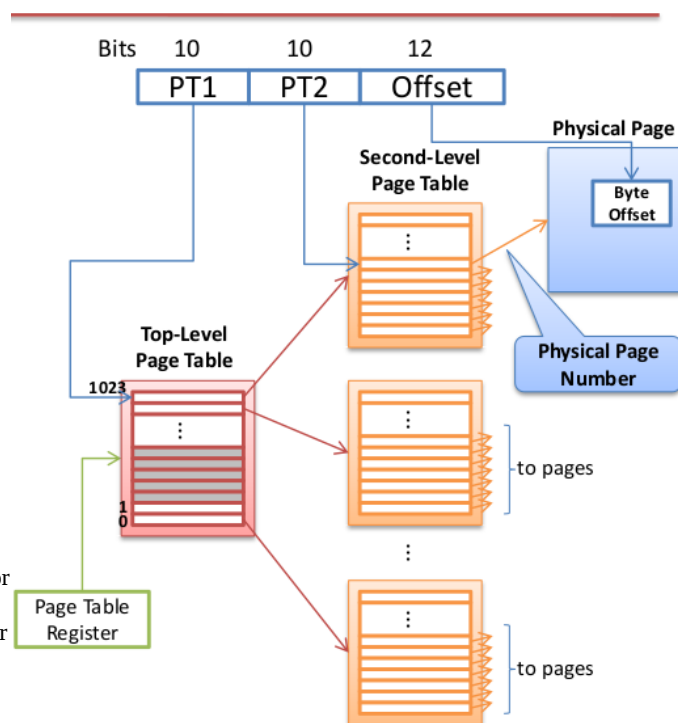 Bits 10 10 12
PT1 PT2 Offset
Physical Page
Second-Level
Page Table
Byte
Offset
Top-Level
Page Table
Physical Page
Number
1023
⋮
⋮
⋮
to pages
1
0
⋮
or
Page Table
Register
r
⋮
to pages